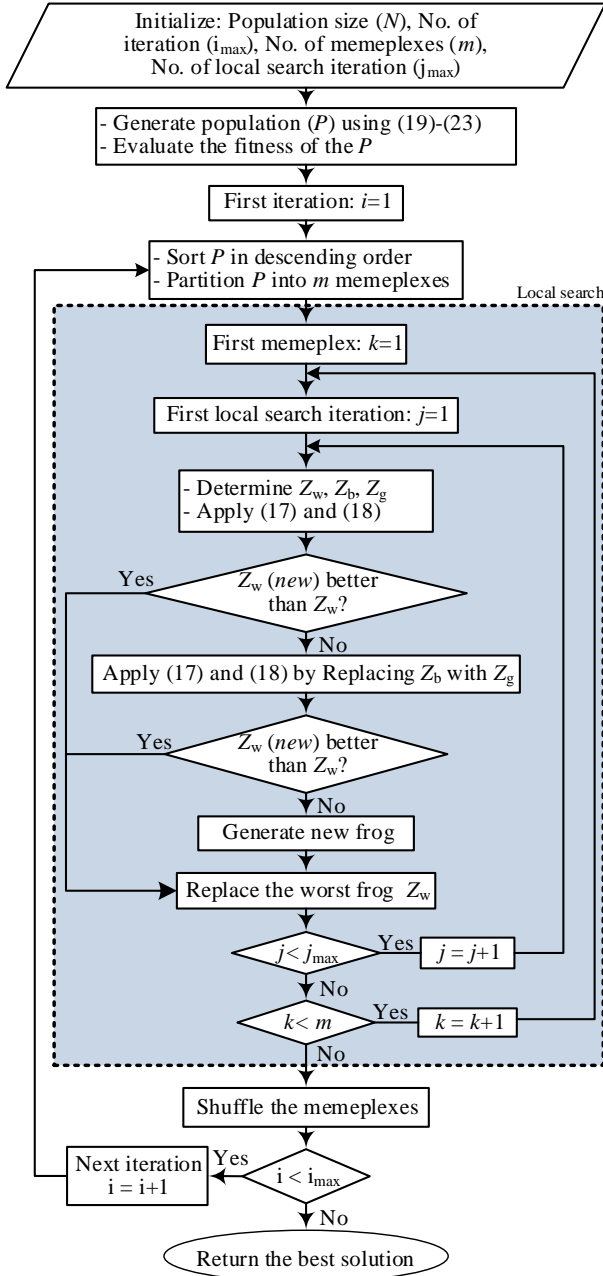 Initialize: Population size (N), No. of
iteration (i_max), No. of memeplexes (m),
No. of local search iteration (j_max)
- Generate population (P) using (19)-(23)
- Evaluate the fitness of the P
First iteration: i=1
- Sort P in descending order
- Partition P into m memeplexes
Local search
First memeplex: k=1
First local search iteration: j=1
- Determine Z_w, Z_b, Z_g
- Apply (17) and (18)
Yes
Z_w (new) better
than Z_w?
No
Apply (17) and (18) by Replacing Z_b with Z_g
Yes
Z_w (new) better
than Z_w?
No
Generate new frog
Replace the worst frog Z_w
j< j_max
Yes
j = j+1
No
k< m
Yes
k = k+1
No
Shuffle the memeplexes
Next iteration
i = i+1
Yes
i < i_max
No
Return the best solution